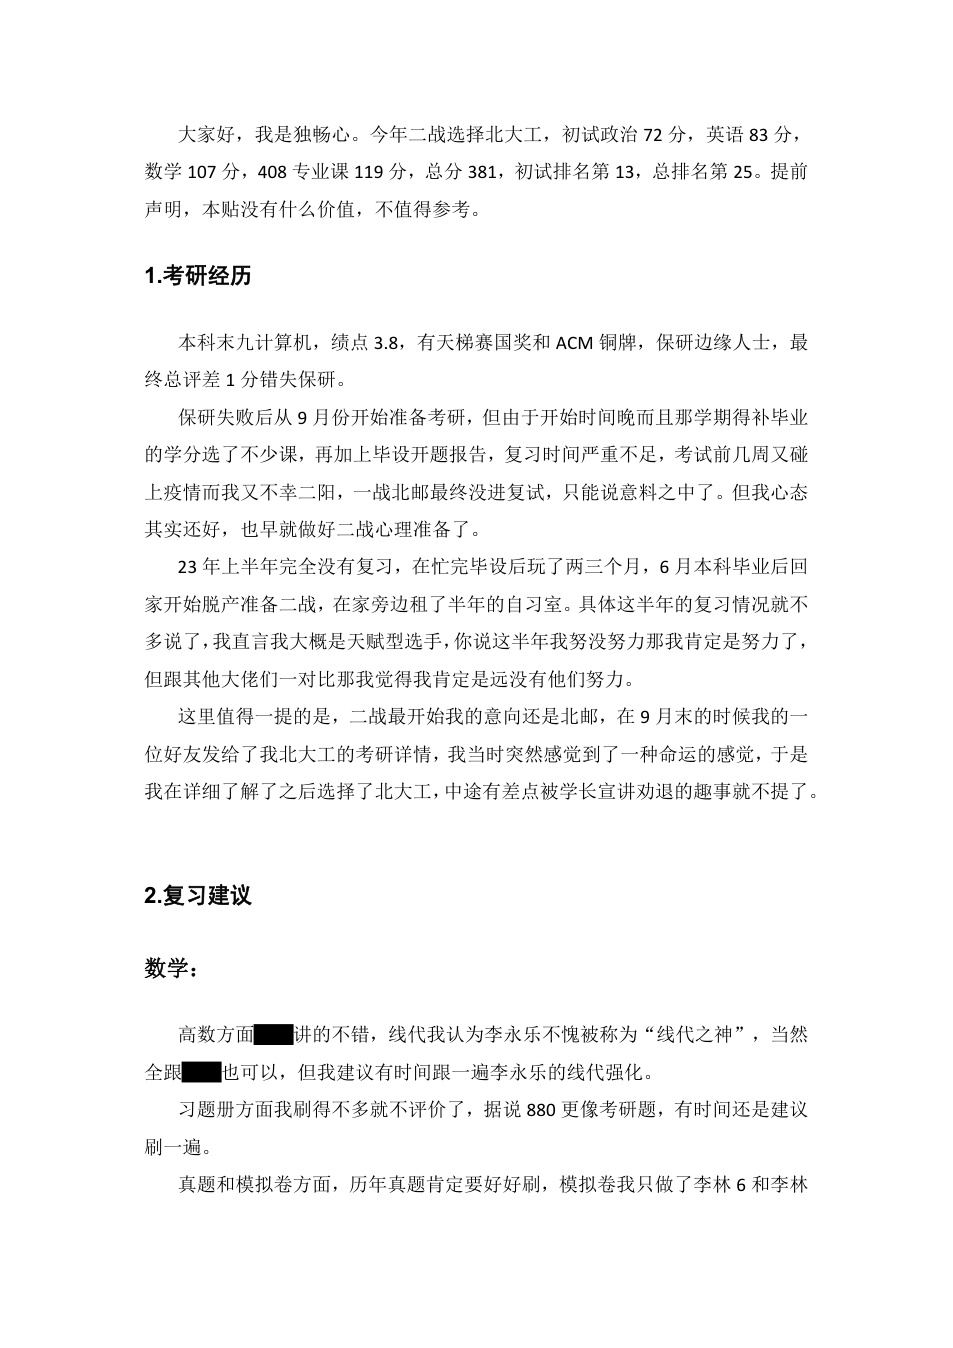 大家好，我是独畅心。今年二战选择北大工，初试政治 72 分，英语 83 分，
数学 107 分，408 专业课 119 分，总分 381，初试排名第 13，总排名第 25。提前
声明，本贴没有什么价值，不值得参考。
1.考研经历
本科末九计算机，绩点 3.8，有天梯赛国奖和 ACM 铜牌，保研边缘人士，最
终总评差 1 分错失保研。
保研失败后从 9 月份开始准备考研，但由于开始时间晚而且那学期得补毕业
的学分选了不少课，再加上毕设开题报告，复习时间严重不足，考试前几周又碰
上疫情而我又不幸二阳，一战北邮最终没进复试，只能说意料之中了。但我心态
其实还好，也早就做好二战心理准备了。
23 年上半年完全没有复习，在忙完毕设后玩了两三个月，6 月本科毕业后回
家开始脱产准备二战，在家旁边租了半年的自习室。具体这半年的复习情况就不
多说了，我直言我大概是天赋型选手，你说这半年我努没努力那我肯定是努力了，
但跟其他大佬们一对比那我觉得我肯定是远没有他们努力。
这里值得一提的是，二战最开始我的意向还是北邮，在 9 月末的时候我的一
位好友发给了我北大工的考研详情，我当时突然感觉到了一种命运的感觉，于是
我在详细了解了之后选择了北大工，中途有差点被学长宣讲劝退的趣事就不提了。
2.复习建议
数学：
高数方面讲的不错，线代我认为李永乐不愧被称为“线代之神”，当然
全跟也可以，但我建议有时间跟一遍李永乐的线代强化。
习题册方面我刷得不多就不评价了，据说 880 更像考研题，有时间还是建议
刷一遍。
真题和模拟卷方面，历年真题肯定要好好刷，模拟卷我只做了李林 6 和李林